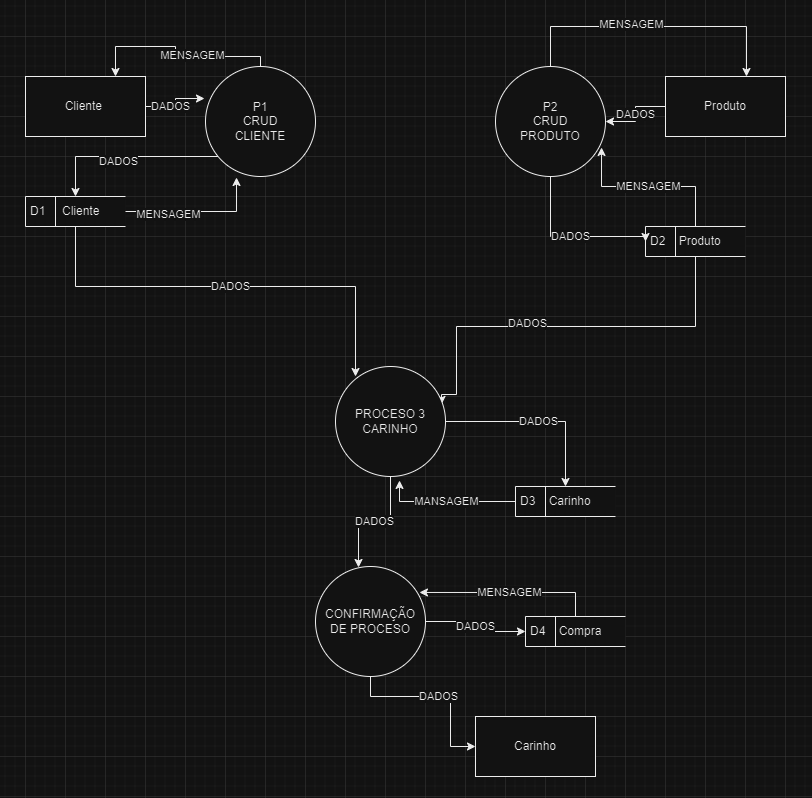 MENSAGEM
MENSAGEM
Cliente
DADOS
P1
CRUD
CLIENTE
P2
CRUD
PRODUTO
DADOS
Produto
DADOS
MENSAGEM
D1
Cliente
MENSAGEM
DADOS
D2
Produto
DADOS
DADOS
PROCESO 3
CARINHO
DADOS
MANSAGEM
D3
Carinho
DADOS
MENSAGEM
CONFIRMAÇÃO
DE PROCESO
DADOS
D4
Compra
DADOS
Carinho